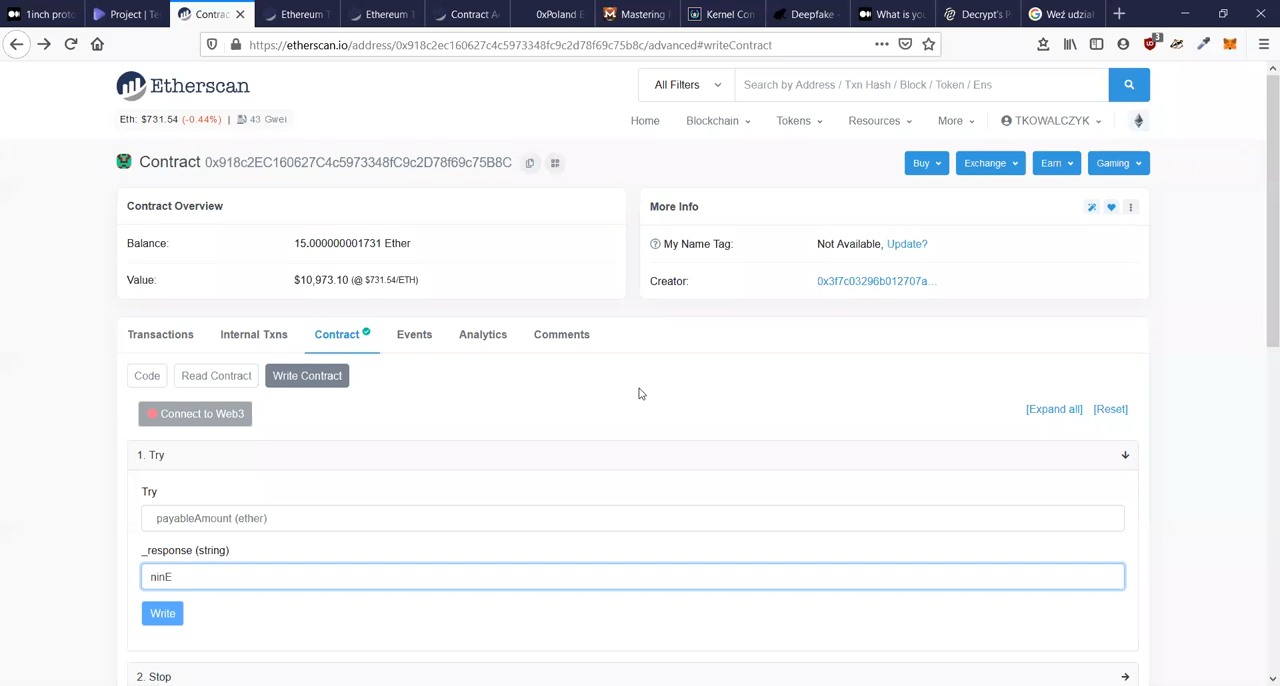 1inch proto
Project | Te
Contrac
Ethereum T
Ethereum T
Contract A
0xPoland E
Mastering
Kernel Con
Deepfake -
What is you
Decrypt's P
Weź udział
https://etherscan.io/address/0x918c2ec160627c4c5973348fc9c2d78f69c75b8c/advanced#writeContract
3
Etherscan
All Filters
Search by Address / Txn Hash / Block / Token / Ens
Eth: $731.54 (-0.44%) | 43 Gwei
Home Blockchain Tokens Resources More TKOWALCZYK
Contract 0x918c2EC160627C4c5973348fC9c2D78f69c75B8C
Buy Exchange Earn Gaming
Contract Overview
Balance: 15.000000001731 Ether
Value: $10,973.10 (@ $731.54/ETH)
More Info
My Name Tag: Not Available, Update?
Creator: 0x3f7c03296b012707a...
Transactions Internal Txns Contract Events Analytics Comments
Code Read Contract Write Contract
Connect to Web3
[Expand all] [Reset]
1. Try
Try
payableAmount (ether)
_response (string)
ninE
Write
2. Stop